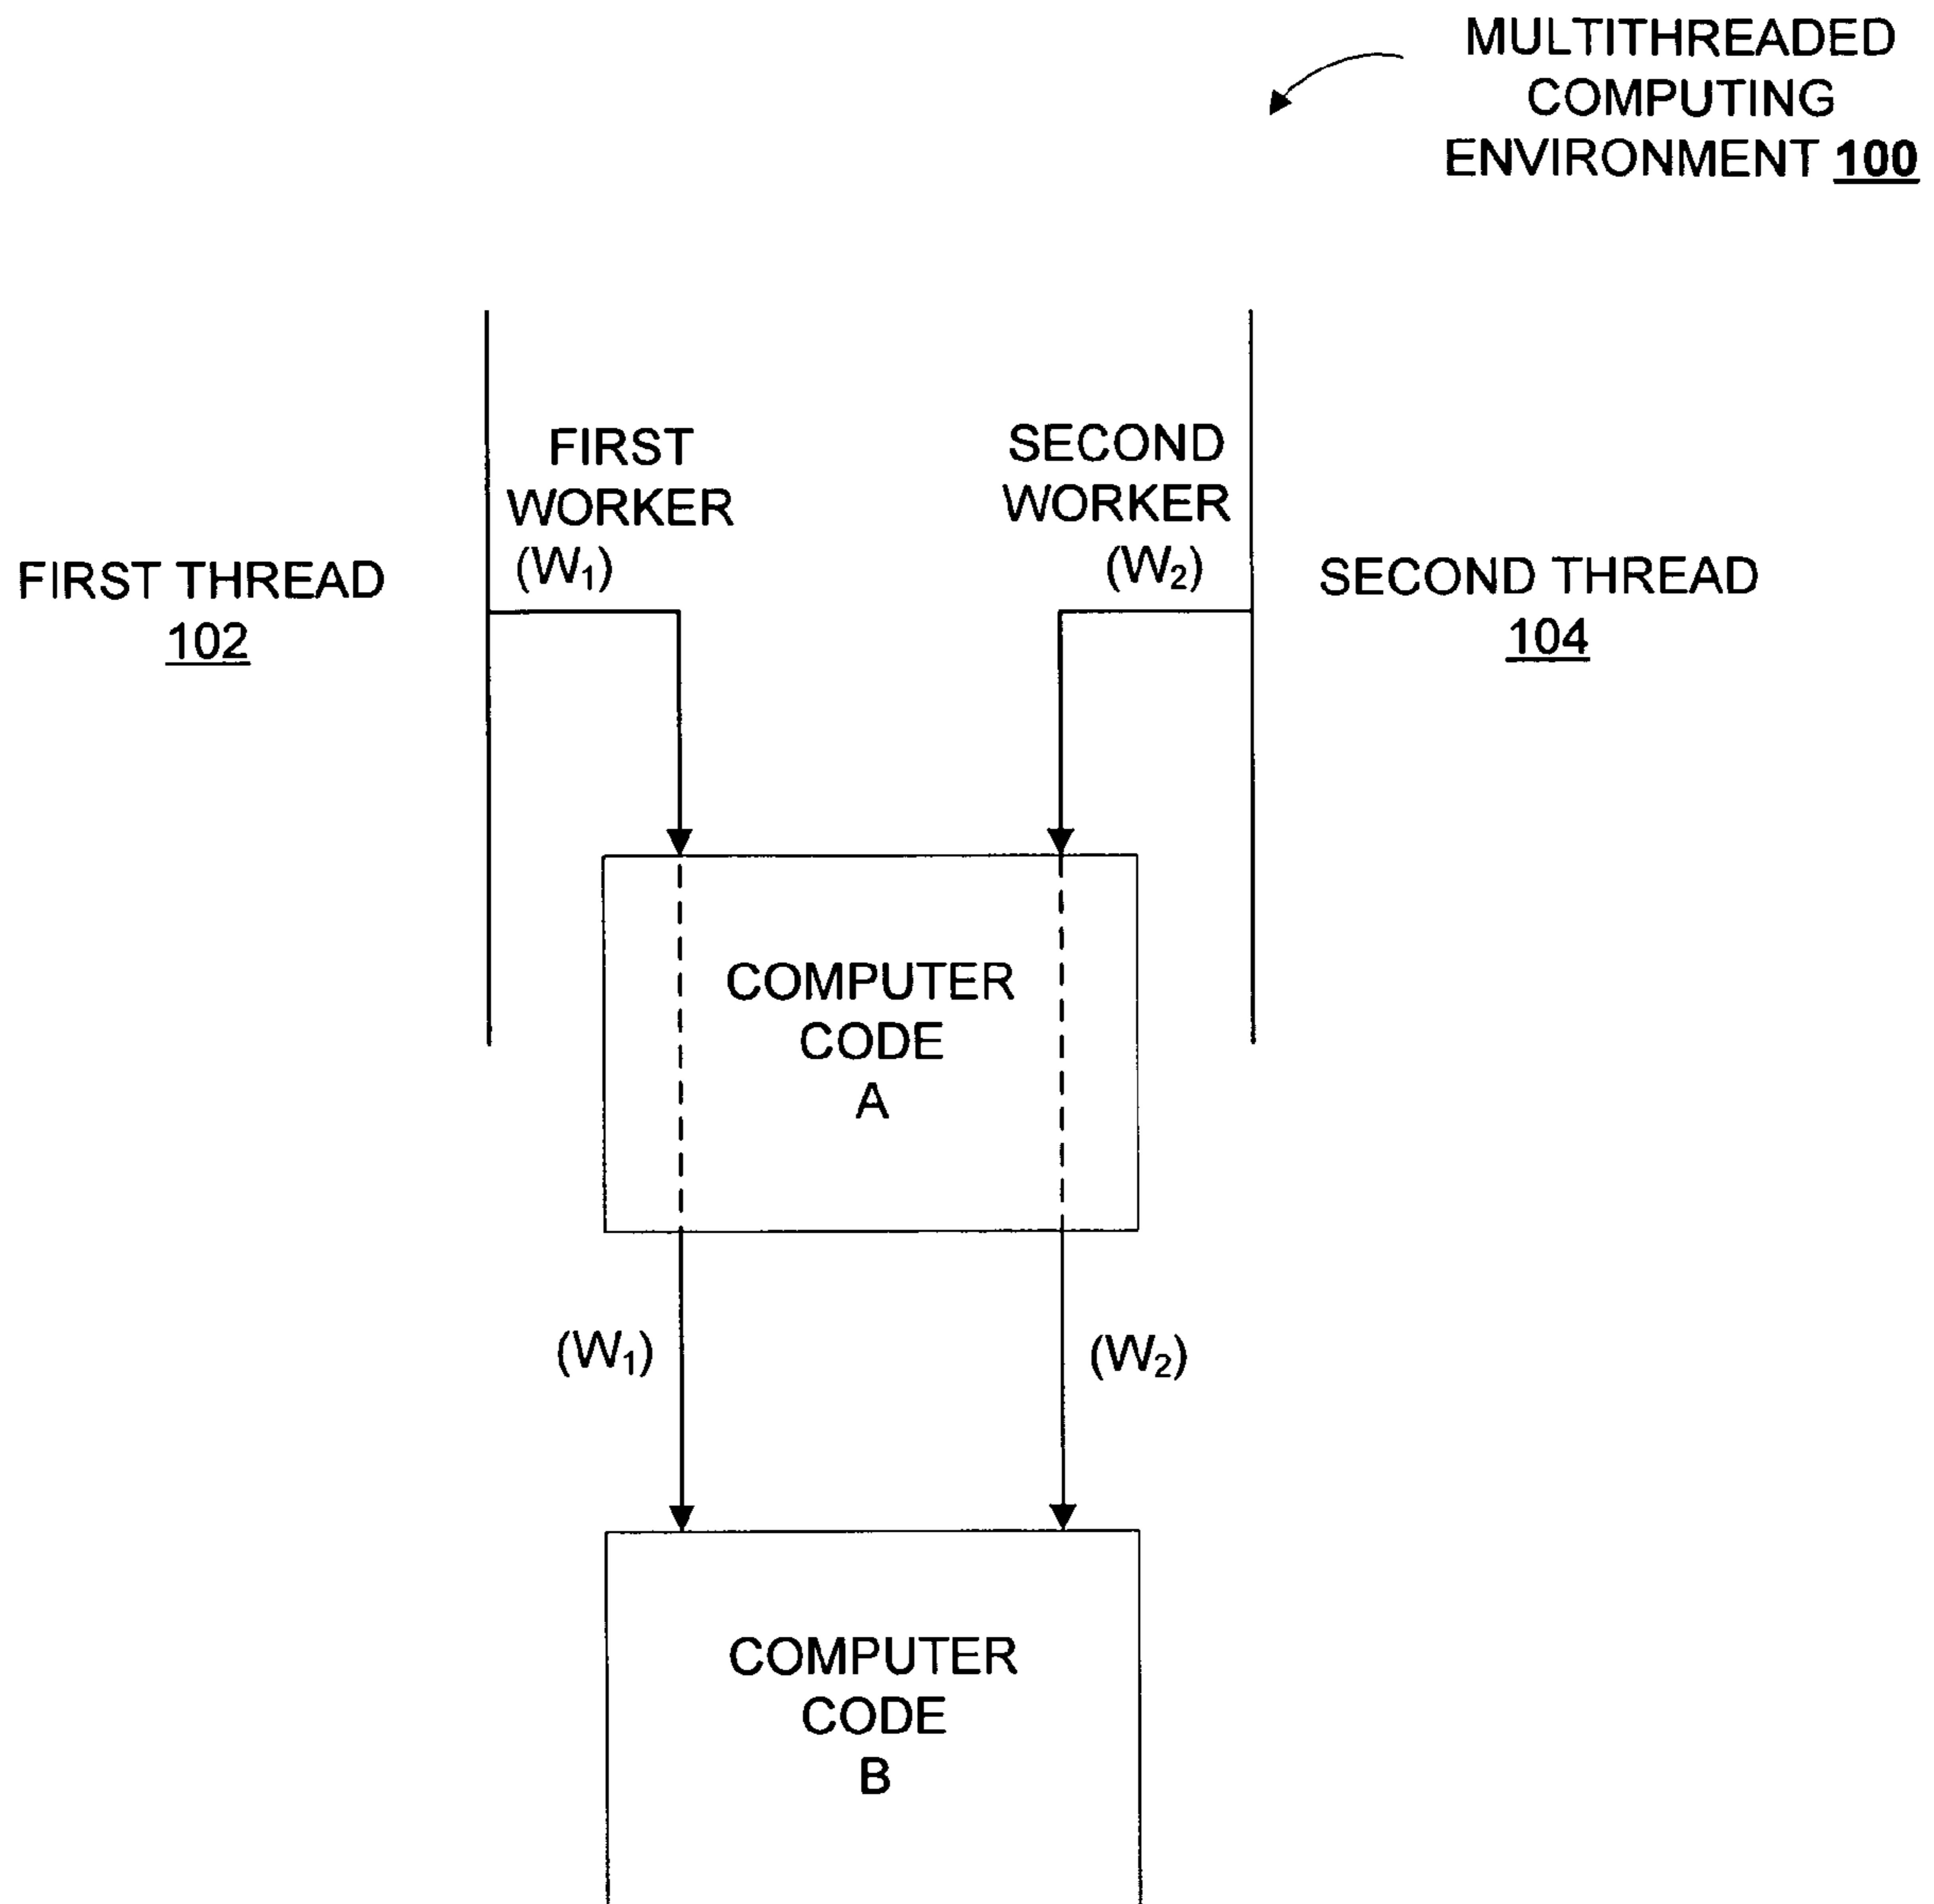 MULTITHREADED
COMPUTING
ENVIRONMENT 100
FIRST
WORKER
(W₁)
SECOND
WORKER
(W₂)
FIRST THREAD
102
SECOND THREAD
104
COMPUTER
CODE
A
(W₁)
(W₂)
COMPUTER
CODE
B